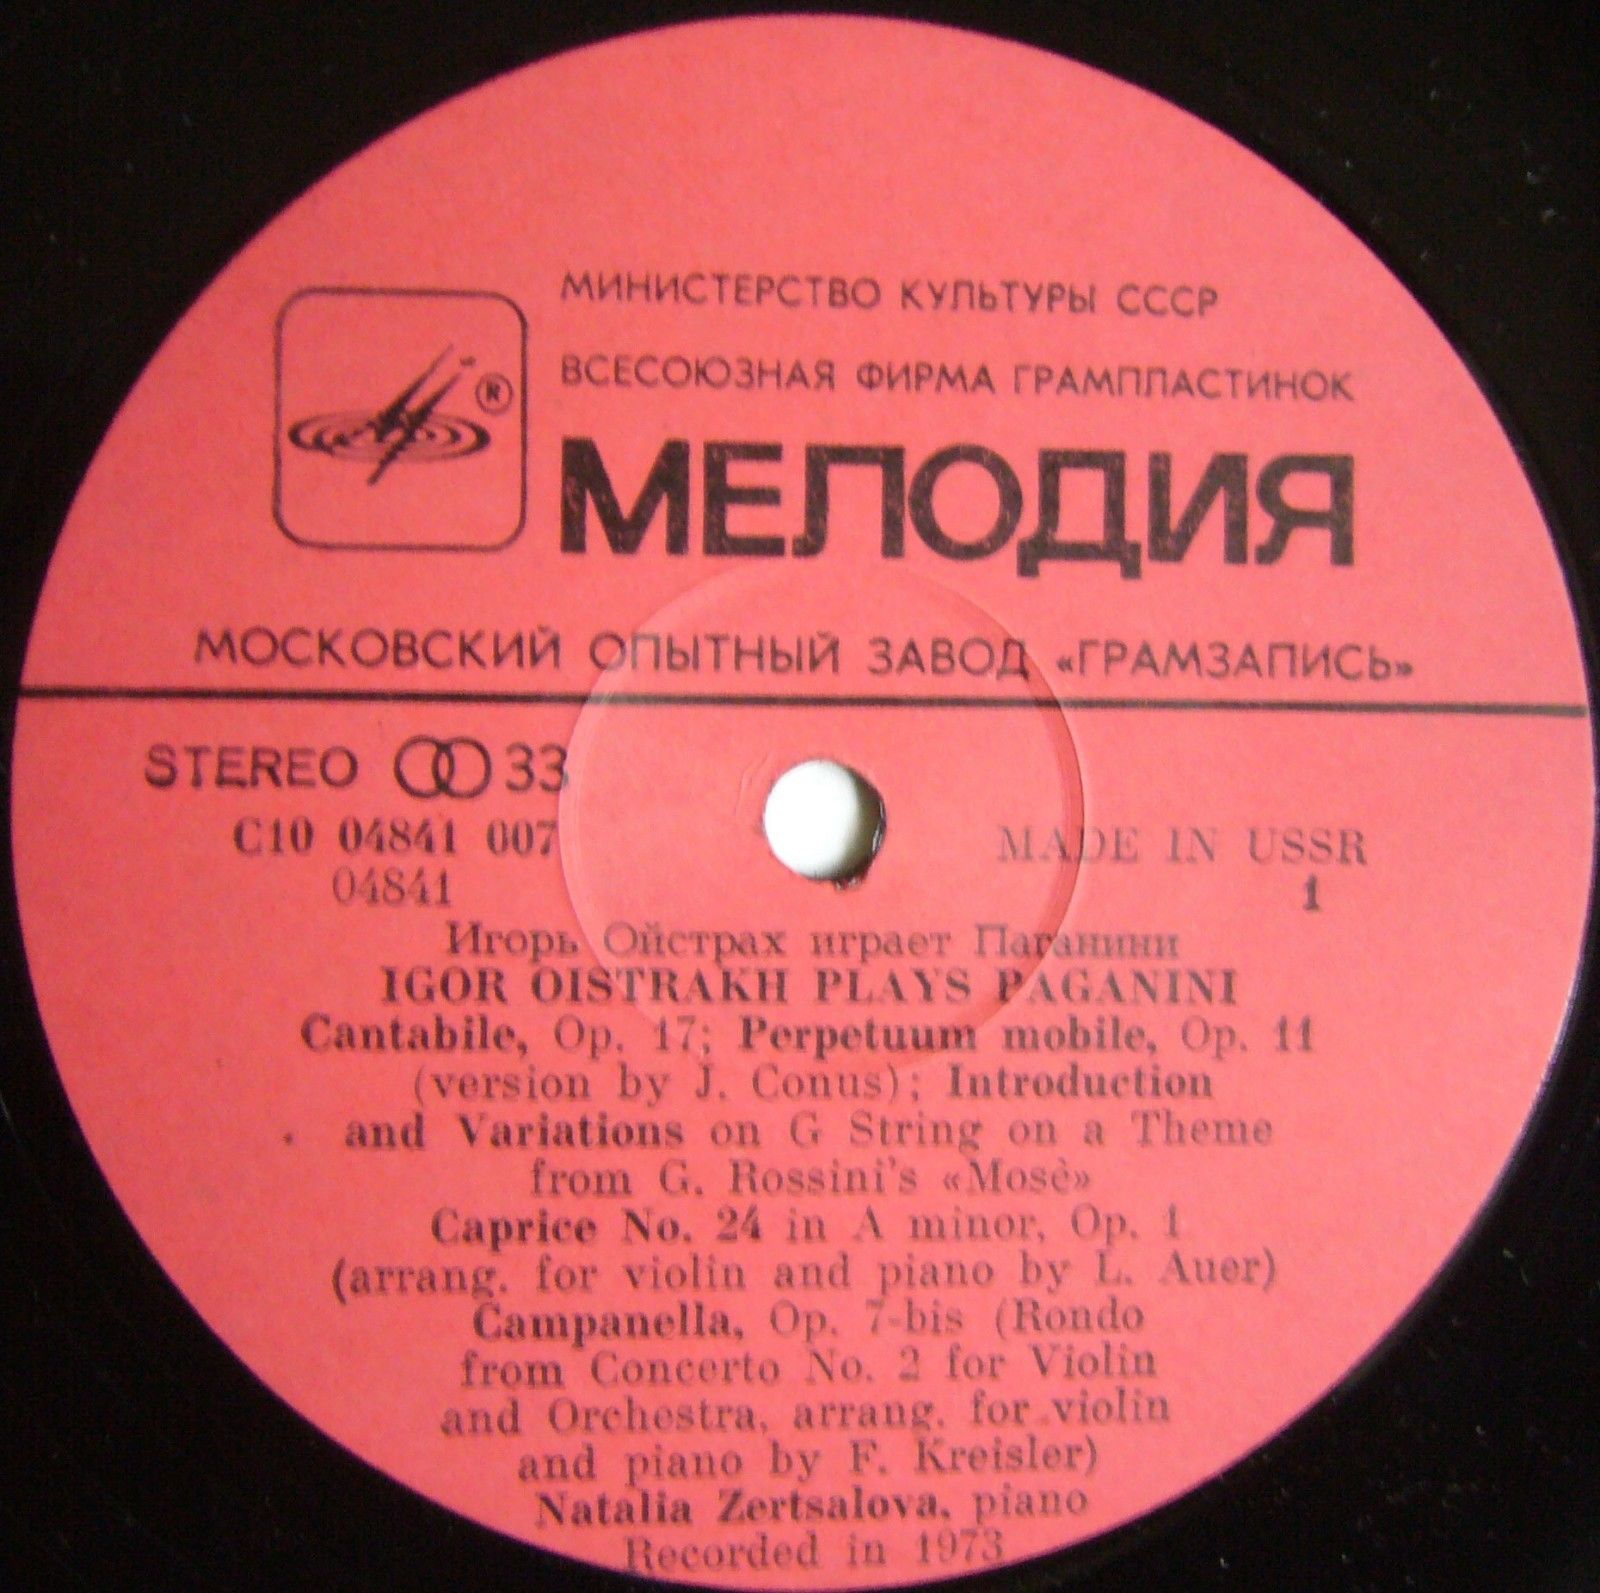 МИНИСТЕРСТВО КУЛЬТУРЫ СССР
ВСЕСОЮЗНАЯ ФИРМА ГРАМПЛАСТИНОК
®
МЕЛОДИЯ
МОСКОВСКИЙ ОПЫТНЫЙ ЗАВОД «ГРАМЗАПИСЬ»
STEREO 33
C10 04841 007 MADE IN USSR
04841 1
Игорь Ойстрах играет Паганини
IGOR OISTRAKH PLAYS PAGANINI
Cantabile, Op. 17; Perpetuum mobile, Op. 11
(version by J. Conus); Introduction
and Variations on G String on a Theme
from G. Rossini's «Mosè»
Caprice No. 24 in A minor, Op. 1
(arrang. for violin and piano by L. Auer)
Campanella, Op. 7-bis (Rondo
from Concerto No. 2 for Violin
and Orchestra, arrang. for violin
and piano by F. Kreisler)
Natalia Zertsalova, piano
Recorded in 1973